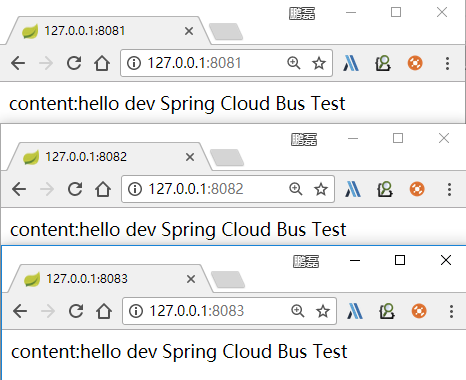 鹏磊
127.0.0.1:8081
127.0.0.1:8081
content:hello dev Spring Cloud Bus Test
鹏磊
127.0.0.1:8082
127.0.0.1:8082
content:hello dev Spring Cloud Bus Test
鹏磊
127.0.0.1:8083
127.0.0.1:8083
content:hello dev Spring Cloud Bus Test